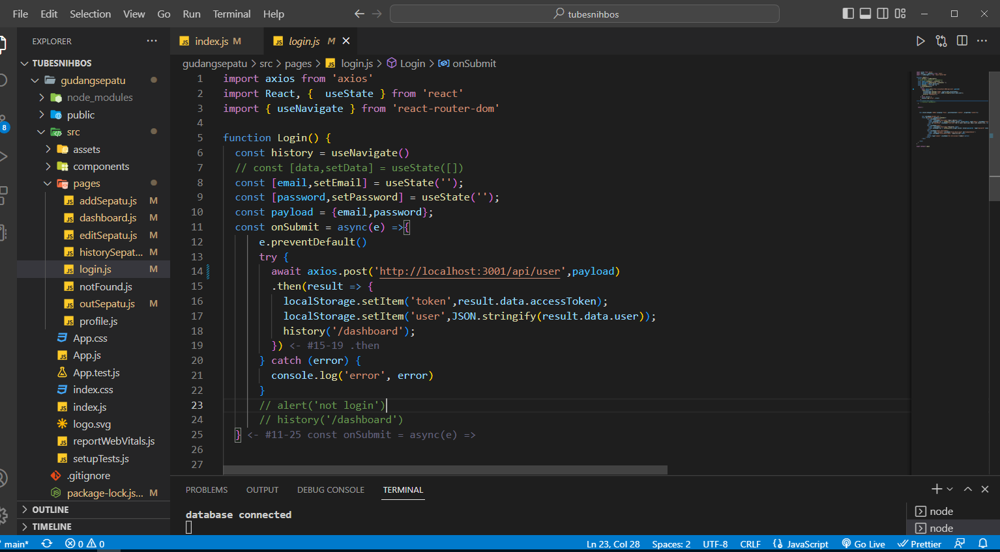 File Edit Selection View Go Run Terminal Help
tubesnihbos
EXPLORER
TUBESNIHBOS
gudangsepatu
node_modules
public
src
assets
components
pages
addSepatu.js M
dashboard.js M
editSepatu.js M
historySepat... M
login.js M
notFound.js
outSepatu.js M
profile.js
App.css
App.js
App.test.js
index.css
index.js
logo.svg
reportWebVitals.js
setupTests.js
.gitignore
package-lock.js... M
OUTLINE
TIMELINE
8
index.js M
login.js M
gudangsepatu > src > pages > login.js > Login > onSubmit
1 import axios from 'axios'
2 import React, {  useState } from 'react'
3 import { useNavigate } from 'react-router-dom'
4
5 function Login() {
6 const history = useNavigate()
7 // const [data,setData] = useState([])
8 const [email,setEmail] = useState('');
9 const [password,setPassword] = useState('');
10 const payload = {email,password};
11 const onSubmit = async(e) =>{
12 e.preventDefault()
13 try {
14 await axios.post('http://localhost:3001/api/user',payload)
15 .then(result => {
16 localStorage.setItem('token',result.data.accessToken);
17 localStorage.setItem('user',JSON.stringify(result.data.user));
18 history('/dashboard');
19 }) <- #15-19 .then
20 } catch (error) {
21 console.log('error', error)
22 }
23 // alert('not login')
24 // history('/dashboard')
25 } <- #11-25 const onSubmit = async(e) =>
26
27
PROBLEMS OUTPUT DEBUG CONSOLE TERMINAL
database connected
node
node
main* 0 0 Ln 23, Col 28 Spaces: 2 UTF-8 CRLF JavaScript Go Live Prettier